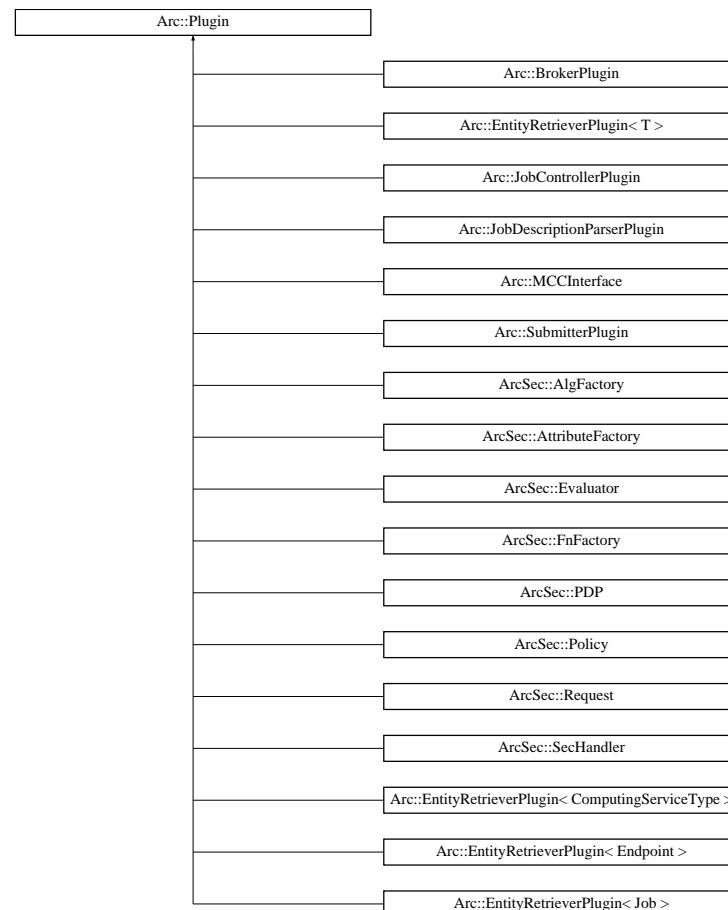 Arc::Plugin
Arc::BrokerPlugin
Arc::EntityRetrieverPlugin< T >
Arc::JobControllerPlugin
Arc::JobDescriptionParserPlugin
Arc::MCCInterface
Arc::SubmitterPlugin
ArcSec::AlgFactory
ArcSec::AttributeFactory
ArcSec::Evaluator
ArcSec::FnFactory
ArcSec::PDP
ArcSec::Policy
ArcSec::Request
ArcSec::SecHandler
Arc::EntityRetrieverPlugin< ComputingServiceType >
Arc::EntityRetrieverPlugin< Endpoint >
Arc::EntityRetrieverPlugin< Job >